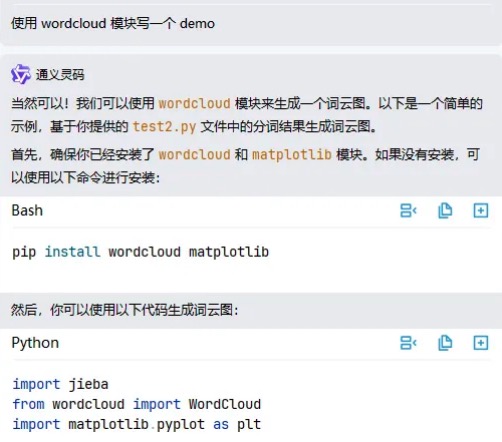 使用 wordcloud 模块写一个 demo
通义灵码
当然可以！我们可以使用 wordcloud 模块来生成一个词云图。以下是一个简单的
示例，基于你提供的 test2.py 文件中的分词结果生成词云图。
首先，确保你已经安装了 wordcloud 和 matplotlib 模块。如果没有安装，可
以使用以下命令进行安装：
Bash
pip install wordcloud matplotlib
然后，你可以使用以下代码生成词云图：
Python
import jieba
from wordcloud import WordCloud
import matplotlib.pyplot as plt